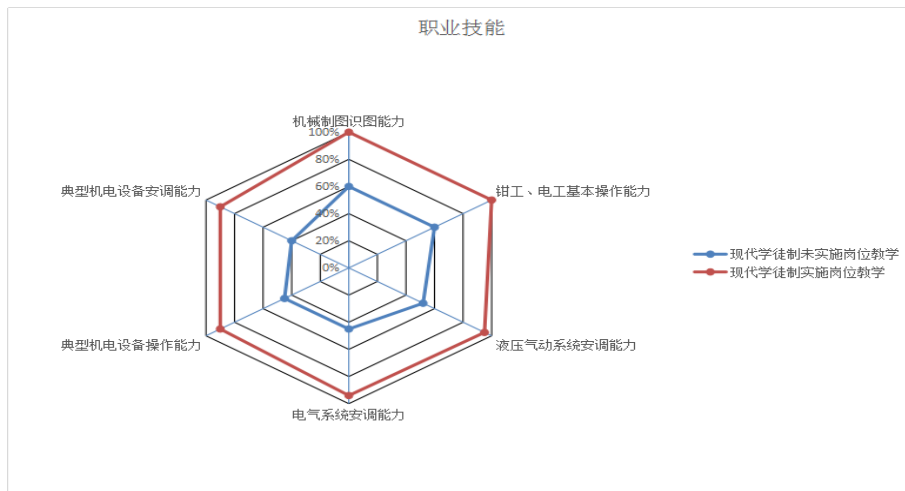 职业技能
机械制图识图能力
100%
80%
60%
40%
20%
0%
典型机电设备安调能力
钳工、电工基本操作能力
现代学徒制未实施岗位教学
现代学徒制实施岗位教学
典型机电设备操作能力
液压气动系统安调能力
电气系统安调能力